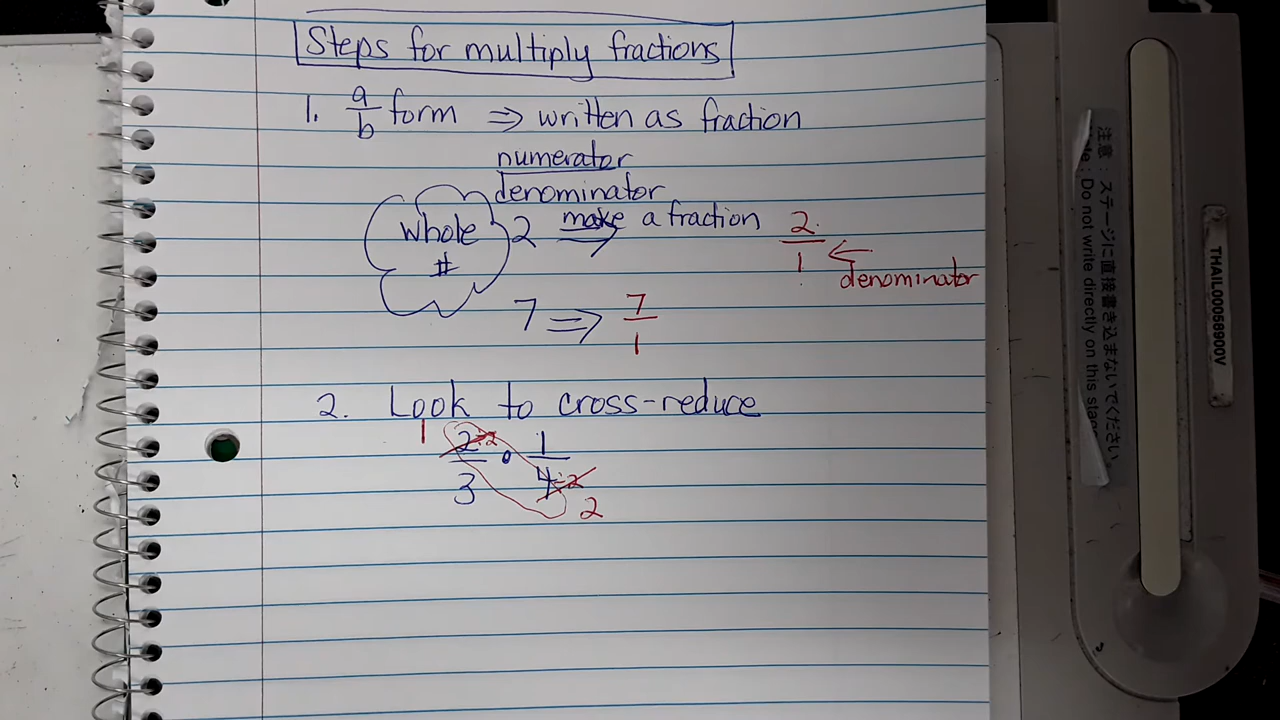 Steps for multiply fractions
1. a/b form ⇒ written as fraction
numerator
denominator
whole # 2 make ⇒ a fraction 2/1 ⇐ denominator
7 ⇒ 7/1
2. Look to cross-reduce
1 2÷2 1
3 • 4÷2
2
注意：ステージに直接書き込まないでください。
Do not write directly on this stage
THAIL00058900V